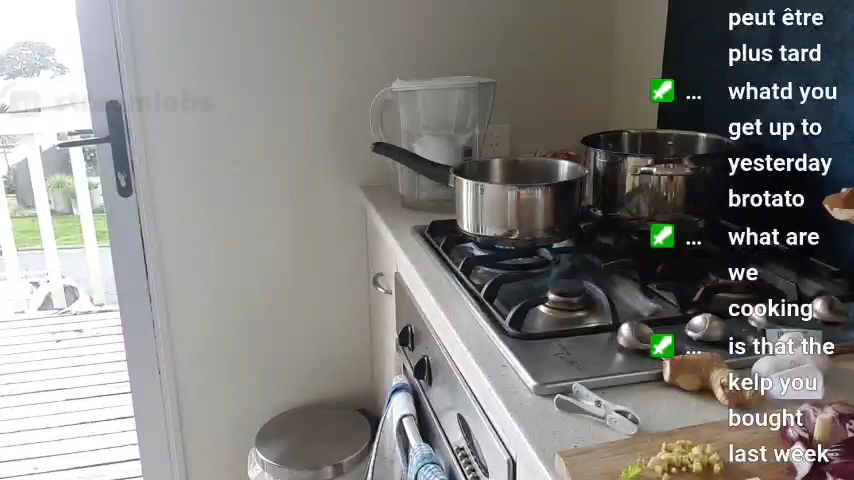 streamlabs
peut être
plus tard
... whatd you
get up to
yesterday
brotato
... what are
we
cooking
... is that the
kelp you
bought
last week